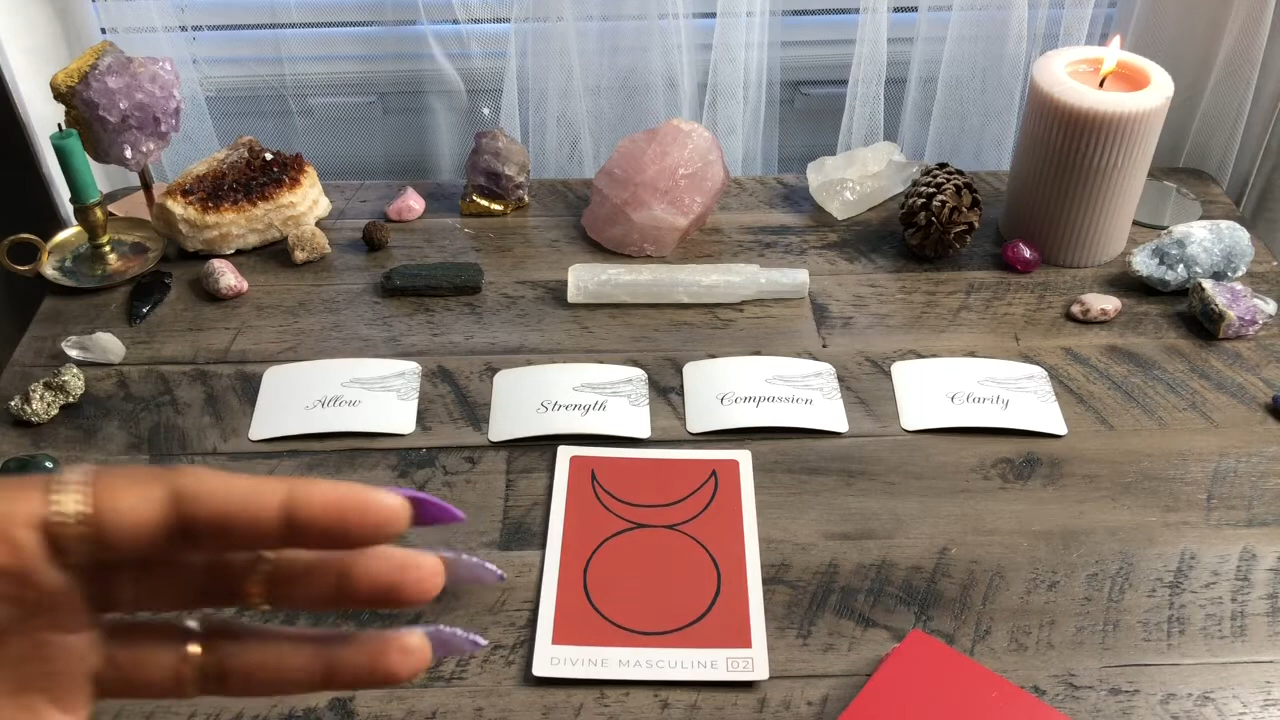 Allow
Strength
Compassion
Clarity
DIVINE MASCULINE 02